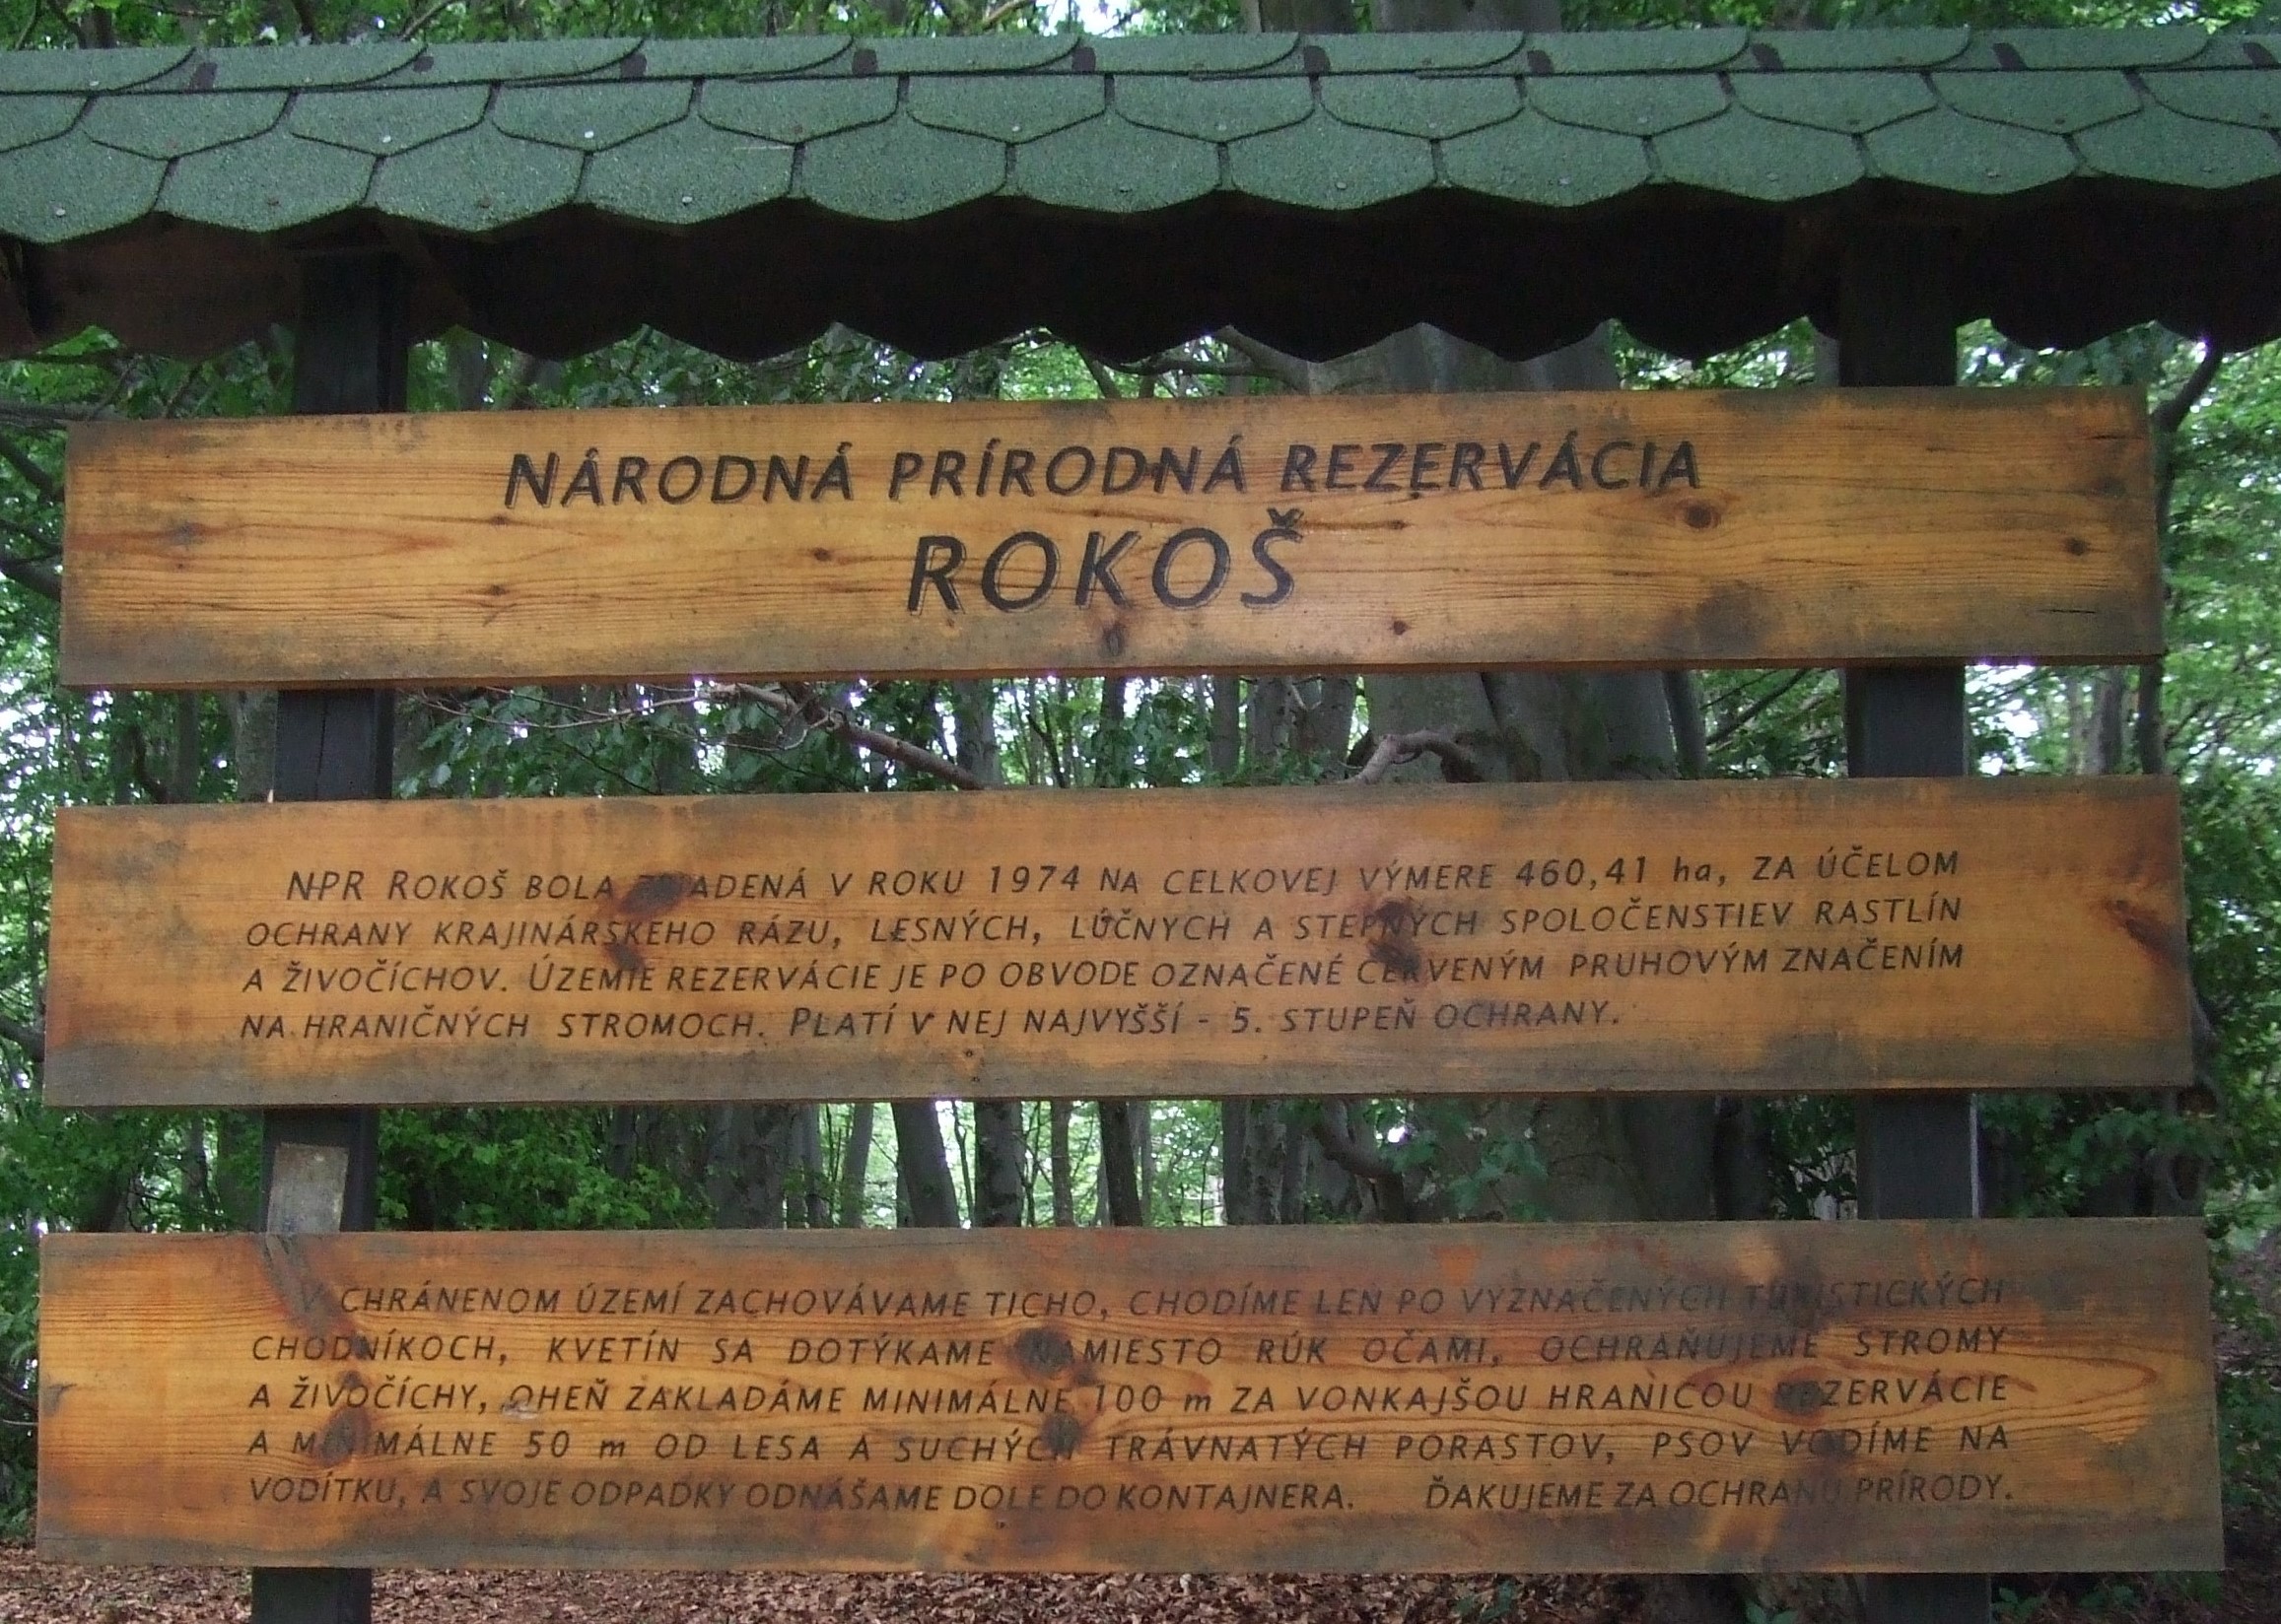 NÁRODNÁ PRÍRODNÁ REZERVÁCIA
ROKOŠ
NPR ROKOŠ BOLA ZRIADENÁ V ROKU 1974 NA CELKOVEJ VÝMERE 460,41 ha, ZA ÚČELOM
OCHRANY KRAJINÁRSKEHO RÁZU, LESNÝCH, LÚČNYCH A STEPNÝCH SPOLOČENSTIEV RASTLÍN
A ŽIVOČÍCHOV. ÚZEMIE REZERVÁCIE JE PO OBVODE OZNAČENÉ ČERVENÝM PRUHOVÝM ZNAČENÍM
NA HRANIČNÝCH STROMOCH. PLATÍ V NEJ NAJVYŠŠÍ - 5. STUPEŇ OCHRANY.
V CHRÁNENOM ÚZEMÍ ZACHOVÁVAME TICHO, CHODÍME LEN PO VYZNAČENÝCH TURISTICKÝCH
CHODNÍKOCH, KVETÍN SA DOTÝKAME NAMIESTO RÚK OČAMI, OCHRAŇUJEME STROMY
A ŽIVOČÍCHY, OHEŇ ZAKLADÁME MINIMÁLNE 100 m ZA VONKAJŠOU HRANICOU REZERVÁCIE
A MINIMÁLNE 50 m OD LESA A SUCHÝCH TRÁVNATÝCH PORASTOV, PSOV VODÍME NA
VODÍTKU, A SVOJE ODPADKY ODNÁŠAME DOLE DO KONTAJNERA. ĎAKUJEME ZA OCHRANU PRÍRODY.